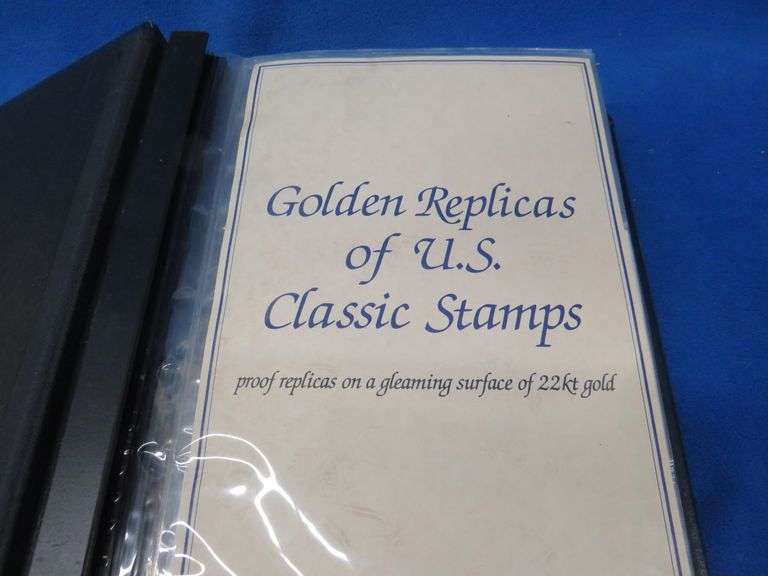 Golden Replicas
of U.S.
Classic Stamps
proof replicas on a gleaming surface of 22kt gold